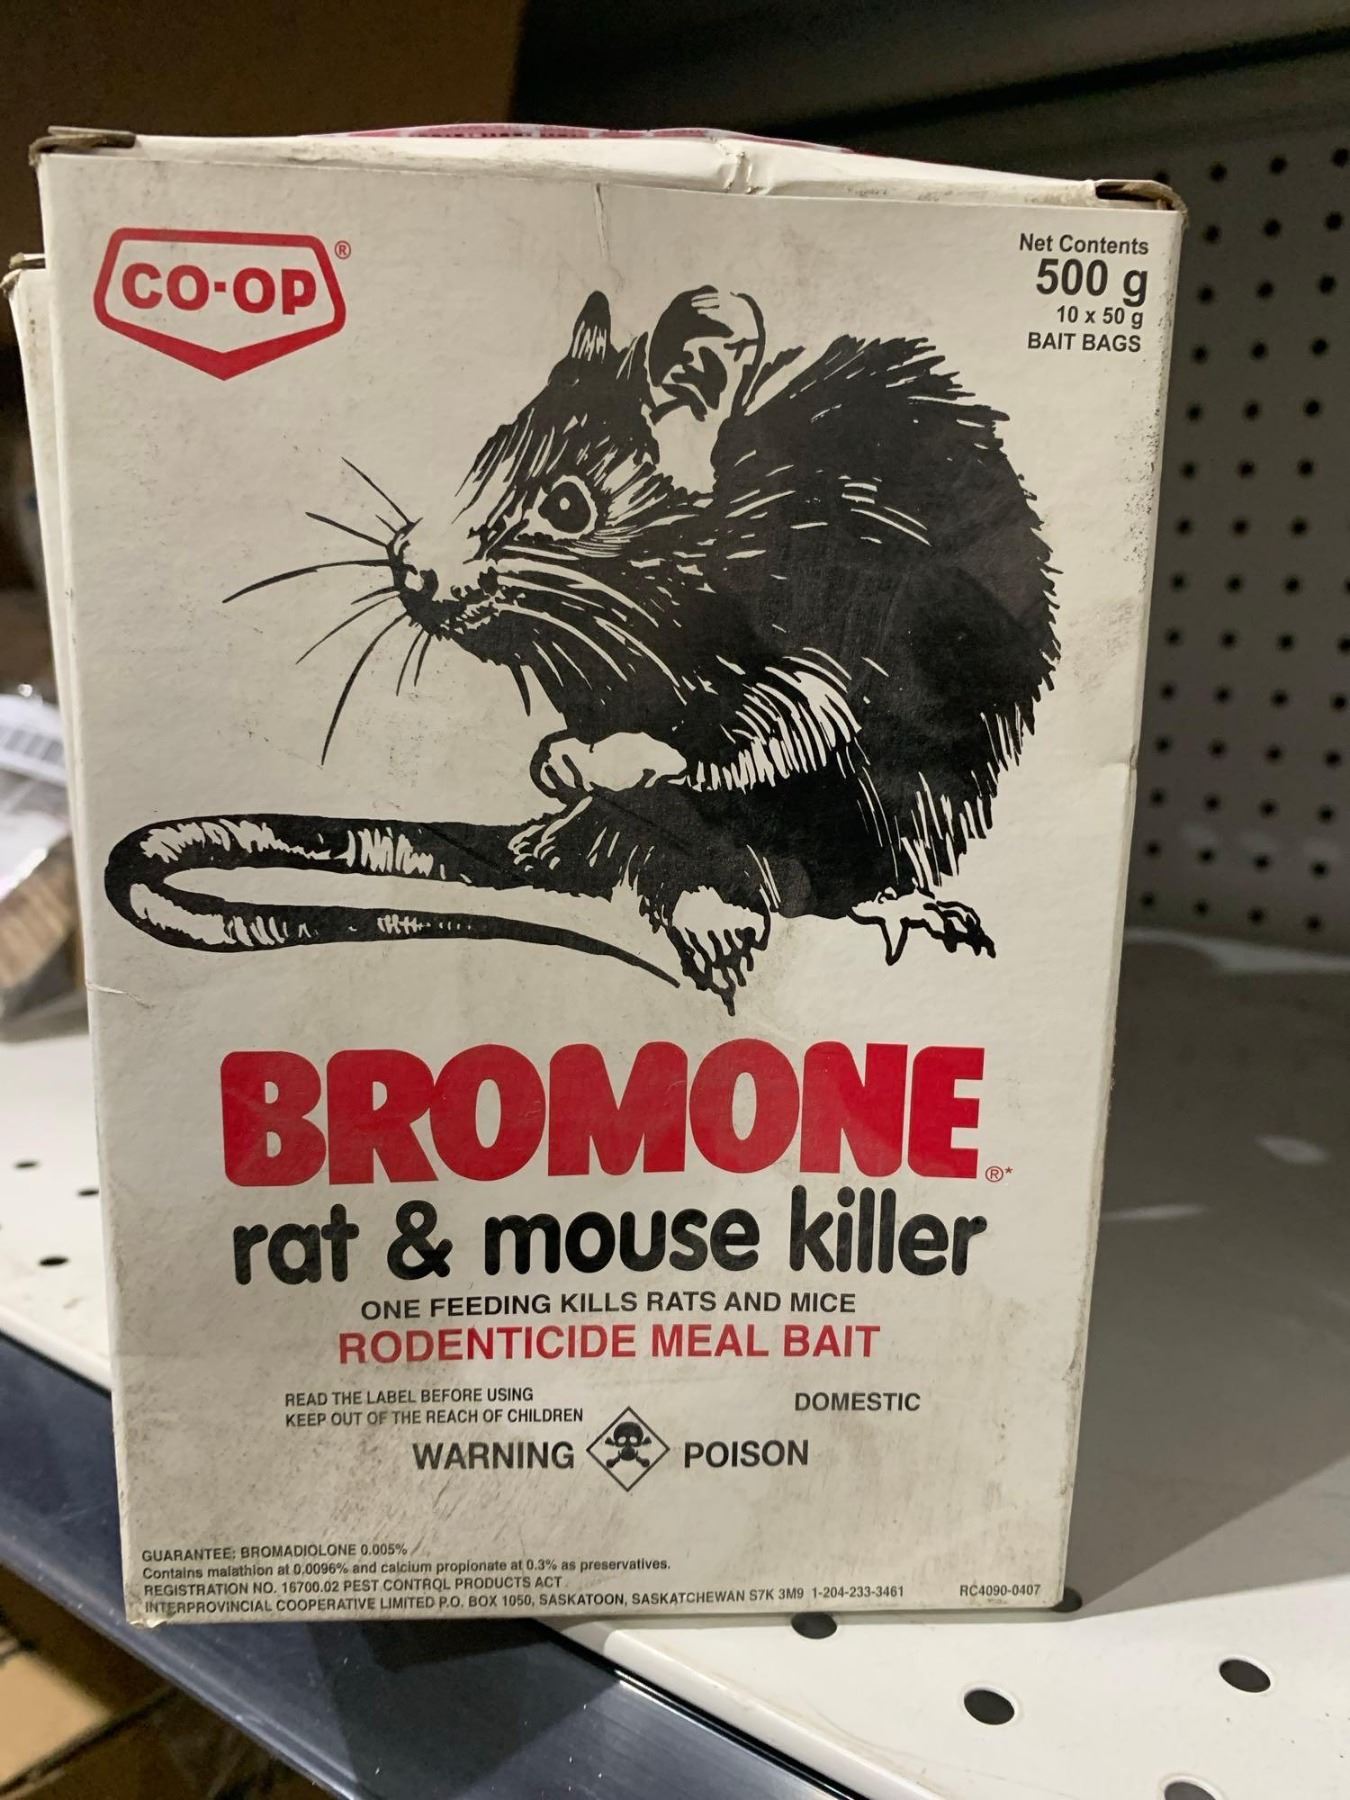 CO-OP®
Net Contents
500 g
10 x 50 g
BAIT BAGS
BROMONE®*
rat & mouse killer
ONE FEEDING KILLS RATS AND MICE
RODENTICIDE MEAL BAIT
READ THE LABEL BEFORE USING
KEEP OUT OF THE REACH OF CHILDREN
DOMESTIC
WARNING POISON
GUARANTEE: BROMADIOLONE 0.005%
Contains malathion at 0.0096% and calcium propionate at 0.3% as preservatives.
REGISTRATION NO. 16700.02 PEST CONTROL PRODUCTS ACT
INTERPROVINCIAL COOPERATIVE LIMITED P.O. BOX 1050, SASKATOON, SASKATCHEWAN S7K 3M9 1-204-233-3461
RC4090-0407